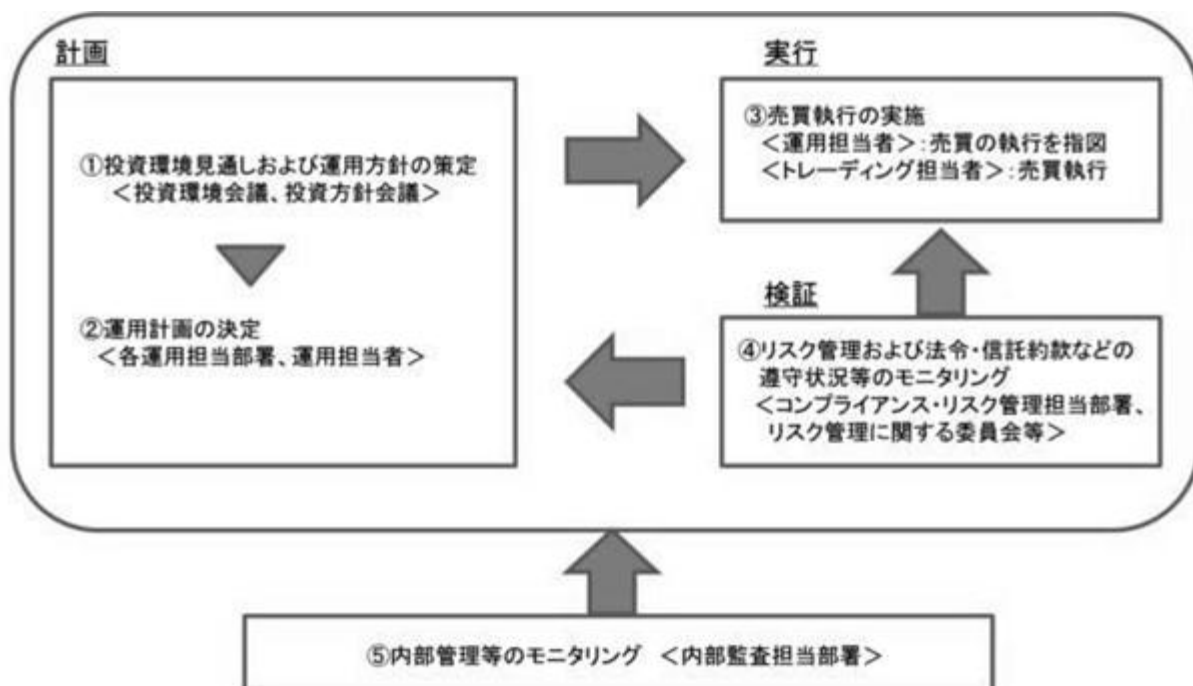 計画
①投資環境見通しおよび運用方針の策定
＜投資環境会議、投資方針会議＞
②運用計画の決定
＜各運用担当部署、運用担当者＞
実行
③売買執行の実施
＜運用担当者＞：売買の執行を指図
＜トレーディング担当者＞：売買執行
検証
④リスク管理および法令・信託約款などの
遵守状況等のモニタリング
＜コンプライアンス・リスク管理担当部署、
リスク管理に関する委員会等＞
⑤内部管理等のモニタリング　＜内部監査担当部署＞